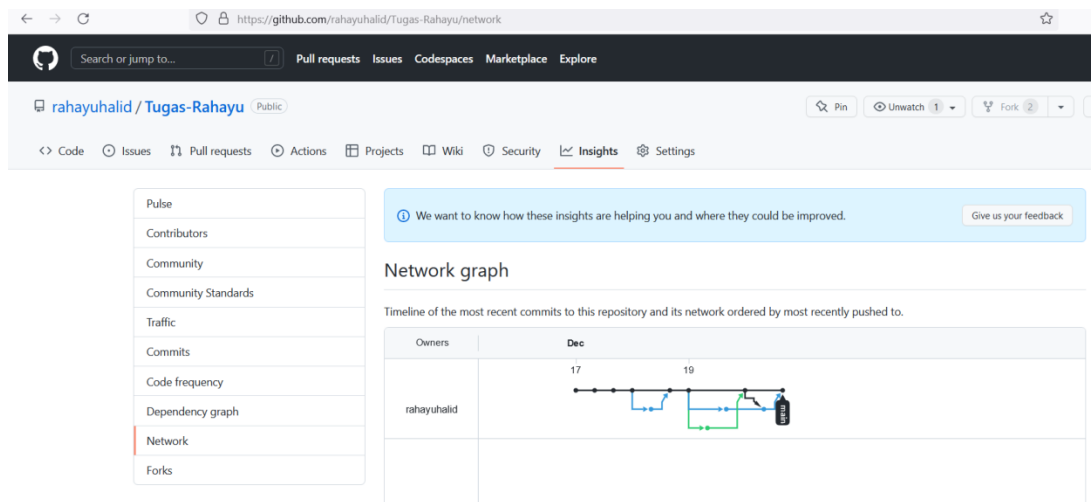 https://github.com/rahayuhalid/Tugas-Rahayu/network
Search or jump to... / Pull requests Issues Codespaces Marketplace Explore
rahayuhalid / Tugas-Rahayu Public Pin Unwatch 1 Fork 2
Code Issues Pull requests Actions Projects Wiki Security Insights Settings
Pulse
Contributors
Community
Community Standards
Traffic
Commits
Code frequency
Dependency graph
Network
Forks
We want to know how these insights are helping you and where they could be improved. Give us your feedback
Network graph
Timeline of the most recent commits to this repository and its network ordered by most recently pushed to.
Owners Dec
17 19
rahayuhalid
main